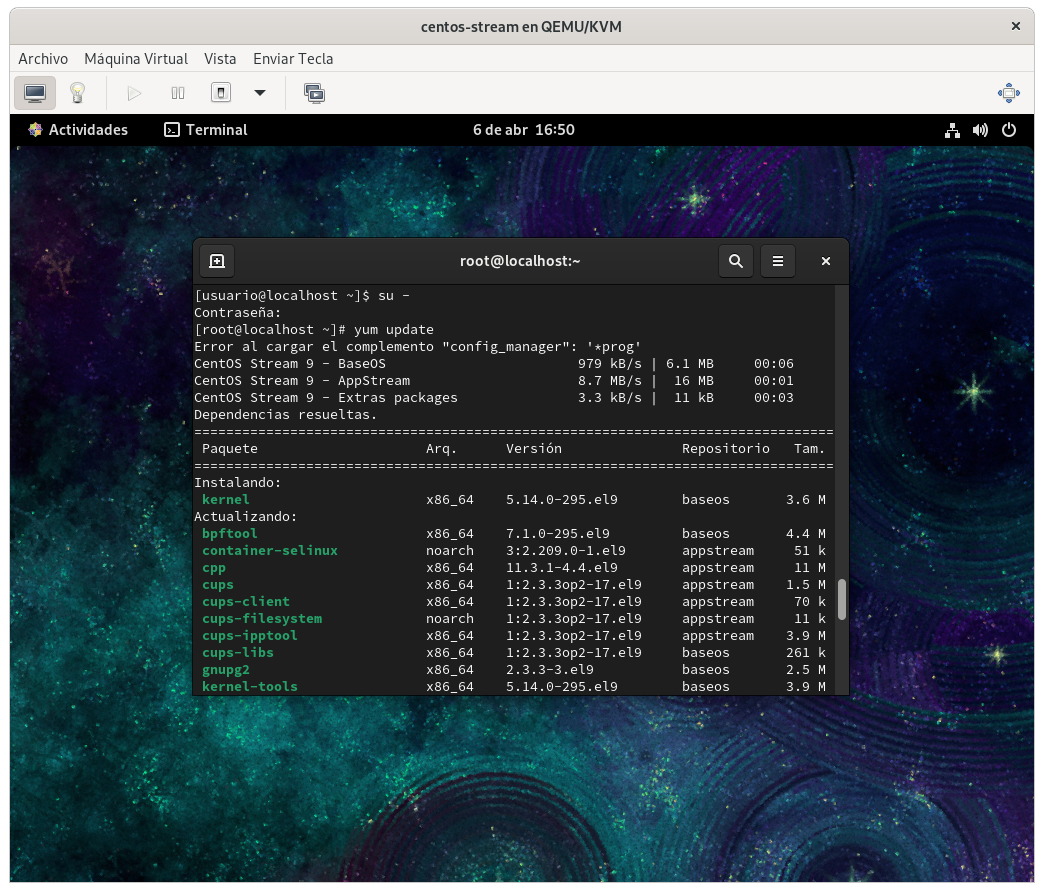 centos-stream en QEMU/KVM
Archivo Máquina Virtual Vista Enviar Tecla
Actividades Terminal 6 de abr 16:50
root@localhost:~
[usuario@localhost ~]$ su -
Contraseña:
[root@localhost ~]# yum update
Error al cargar el complemento "config_manager": '*prog'
CentOS Stream 9 - BaseOS 979 kB/s | 6.1 MB 00:06
CentOS Stream 9 - AppStream 8.7 MB/s | 16 MB 00:01
CentOS Stream 9 - Extras packages 3.3 kB/s | 11 kB 00:03
Dependencias resueltas.
================================================================================
Paquete Arq. Versión Repositorio Tam.
================================================================================
Instalando:
kernel x86_64 5.14.0-295.el9 baseos 3.6 M
Actualizando:
bpftool x86_64 7.1.0-295.el9 baseos 4.4 M
container-selinux noarch 3:2.209.0-1.el9 appstream 51 k
cpp x86_64 11.3.1-4.4.el9 appstream 11 M
cups x86_64 1:2.3.3op2-17.el9 appstream 1.5 M
cups-client x86_64 1:2.3.3op2-17.el9 appstream 70 k
cups-filesystem noarch 1:2.3.3op2-17.el9 appstream 11 k
cups-ipptool x86_64 1:2.3.3op2-17.el9 appstream 3.9 M
cups-libs x86_64 1:2.3.3op2-17.el9 baseos 261 k
gnupg2 x86_64 2.3.3-3.el9 baseos 2.5 M
kernel-tools x86_64 5.14.0-295.el9 baseos 3.9 M